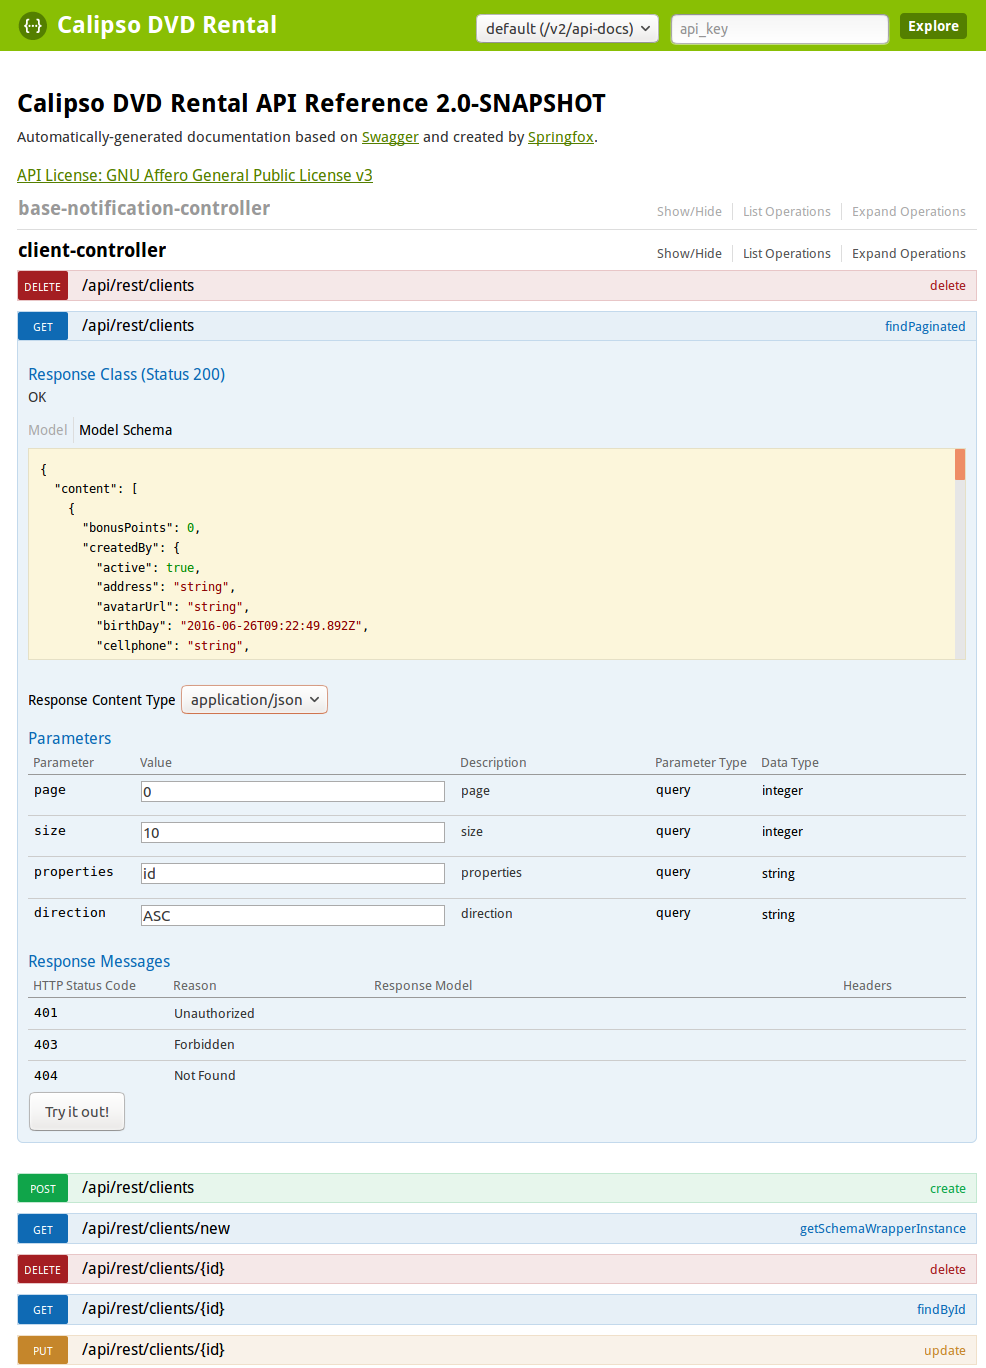 {···} Calipso DVD Rental default (/v2/api-docs) api_key Explore
Calipso DVD Rental API Reference 2.0-SNAPSHOT
Automatically-generated documentation based on Swagger and created by Springfox.
API License: GNU Affero General Public License v3
base-notification-controller Show/Hide List Operations Expand Operations
client-controller Show/Hide List Operations Expand Operations
DELETE /api/rest/clients delete
GET /api/rest/clients findPaginated
Response Class (Status 200)
OK
Model Model Schema
{
  "content": [
    {
      "bonusPoints": 0,
      "createdBy": {
        "active": true,
        "address": "string",
        "avatarUrl": "string",
        "birthDay": "2016-06-26T09:22:49.892Z",
        "cellphone": "string",
Response Content Type application/json
Parameters
Parameter Value Description Parameter Type Data Type
page 0 page query integer
size 10 size query integer
properties id properties query string
direction ASC direction query string
Response Messages
HTTP Status Code Reason Response Model Headers
401 Unauthorized
403 Forbidden
404 Not Found
Try it out!
POST /api/rest/clients create
GET /api/rest/clients/new getSchemaWrapperInstance
DELETE /api/rest/clients/{id} delete
GET /api/rest/clients/{id} findById
PUT /api/rest/clients/{id} update